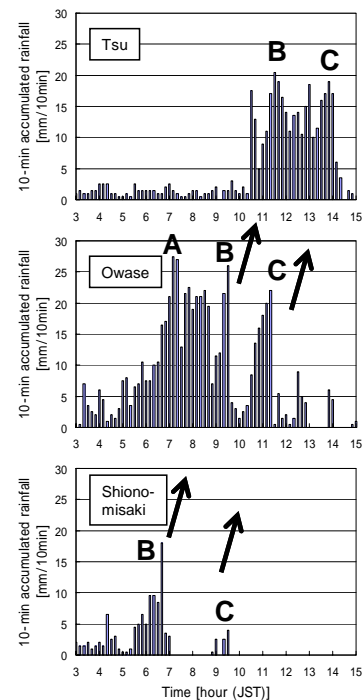 10-min accumulated rainfall
[mm/10min]
30
25
20
15
10
5
0
Tsu
B
C
3 4 5 6 7 8 9 10 11 12 13 14 15
10-min accumulated rainfall
[mm/10min]
30
25
20
15
10
5
0
Owase
A
B
C
3 4 5 6 7 8 9 10 11 12 13 14 15
10-min accumulated rainfall
[mm/10min]
30
25
20
15
10
5
0
Shiono-
misaki
B
C
3 4 5 6 7 8 9 10 11 12 13 14 15
Time [hour (JST)]